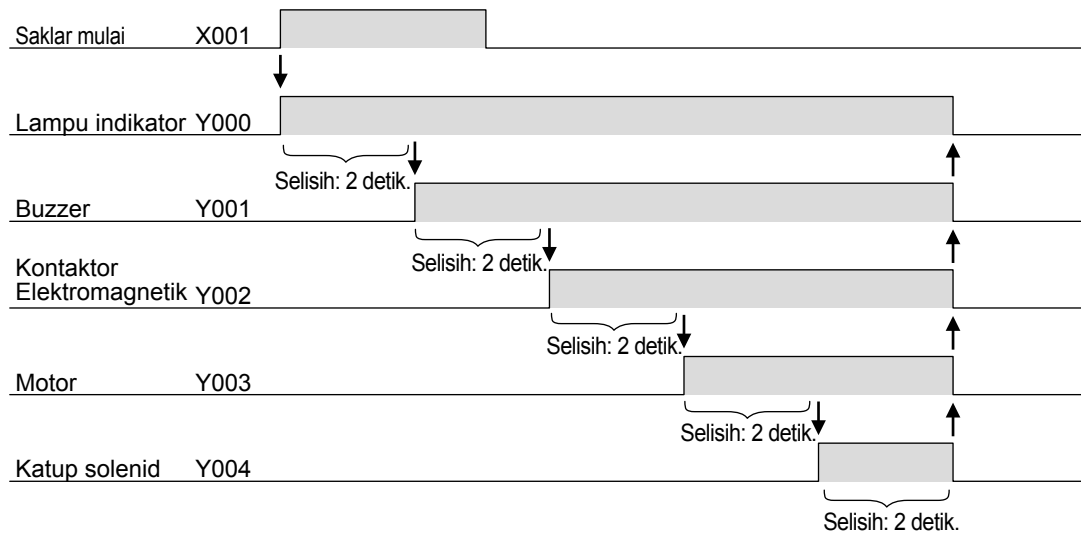 Saklar mulai X001
Lampu indikator Y000
Selisih: 2 detik.
Buzzer Y001
Selisih: 2 detik.
Kontaktor
Elektromagnetik Y002
Selisih: 2 detik.
Motor Y003
Selisih: 2 detik.
Katup solenid Y004
Selisih: 2 detik.